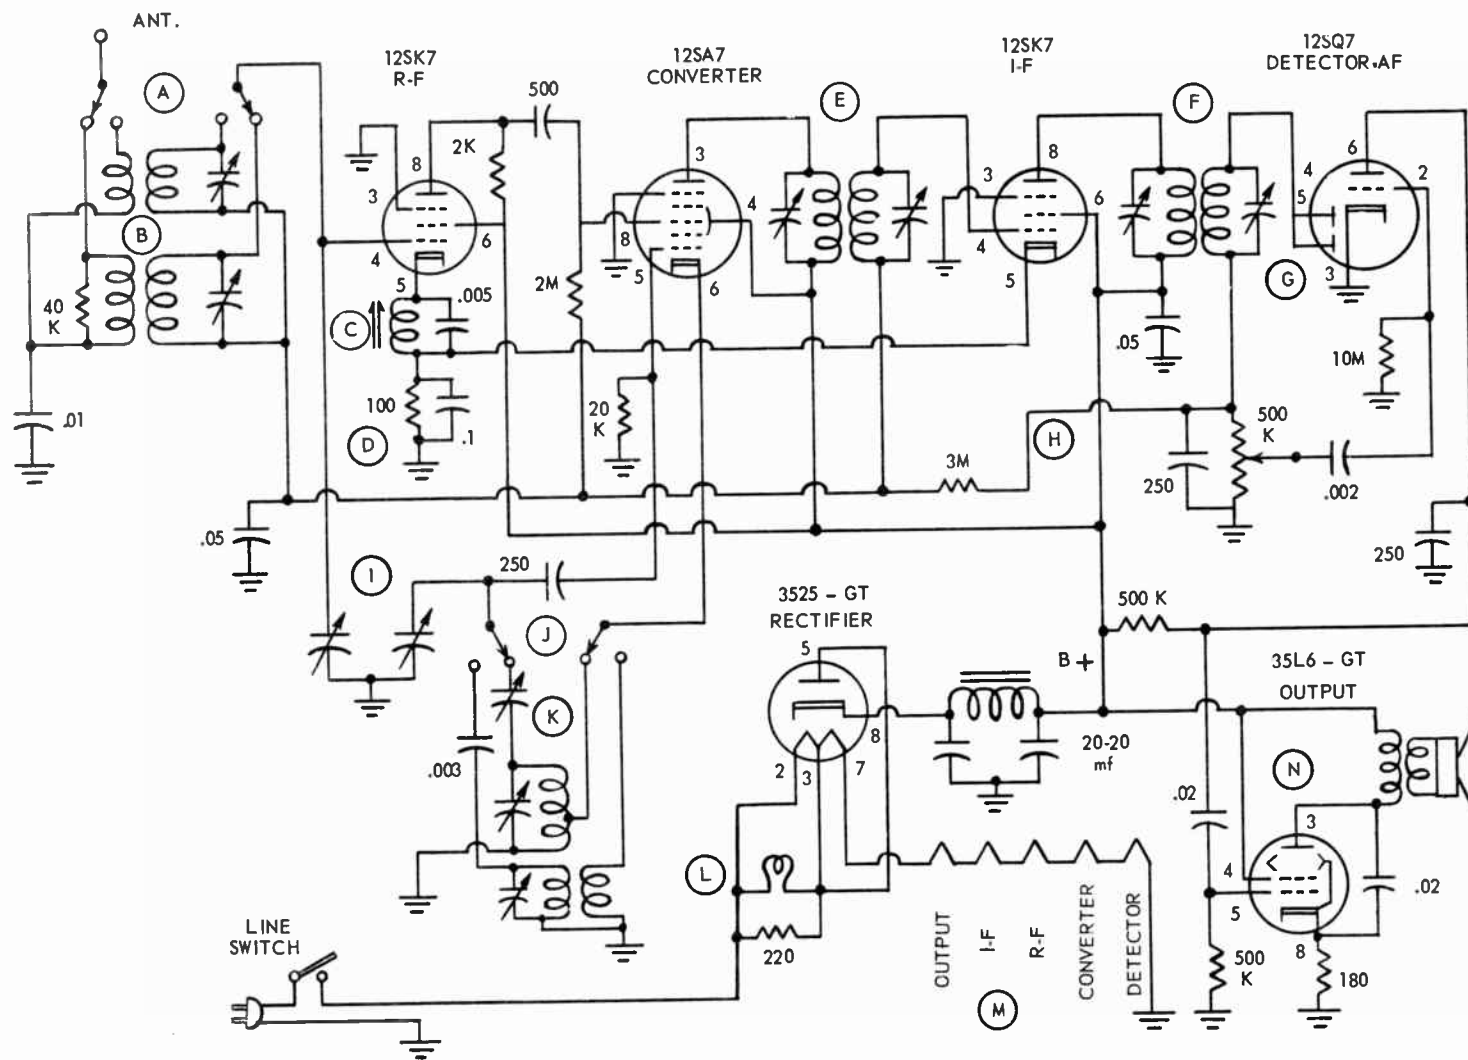 ANT.
12SK7
R-F
12SA7
CONVERTER
12SK7
I-F
12SQ7
DETECTOR.AF
A
B
C
D
E
F
G
H
I
J
K
L
M
N
500
2K
8
3
4
6
5
.005
100
.1
40
K
.01
.05
2M
20
K
3
4
8
5
6
3
4
8
6
5
.05
6
2
4
5
3
10M
500
K
250
.002
250
3M
250
.003
3525 - GT
RECTIFIER
5
8
2
3
7
220
20-20
mf
B +
500 K
35L6 - GT
OUTPUT
.02
3
4
5
8
.02
500
K
180
OUTPUT
I-F
R-F
CONVERTER
DETECTOR
LINE
SWITCH